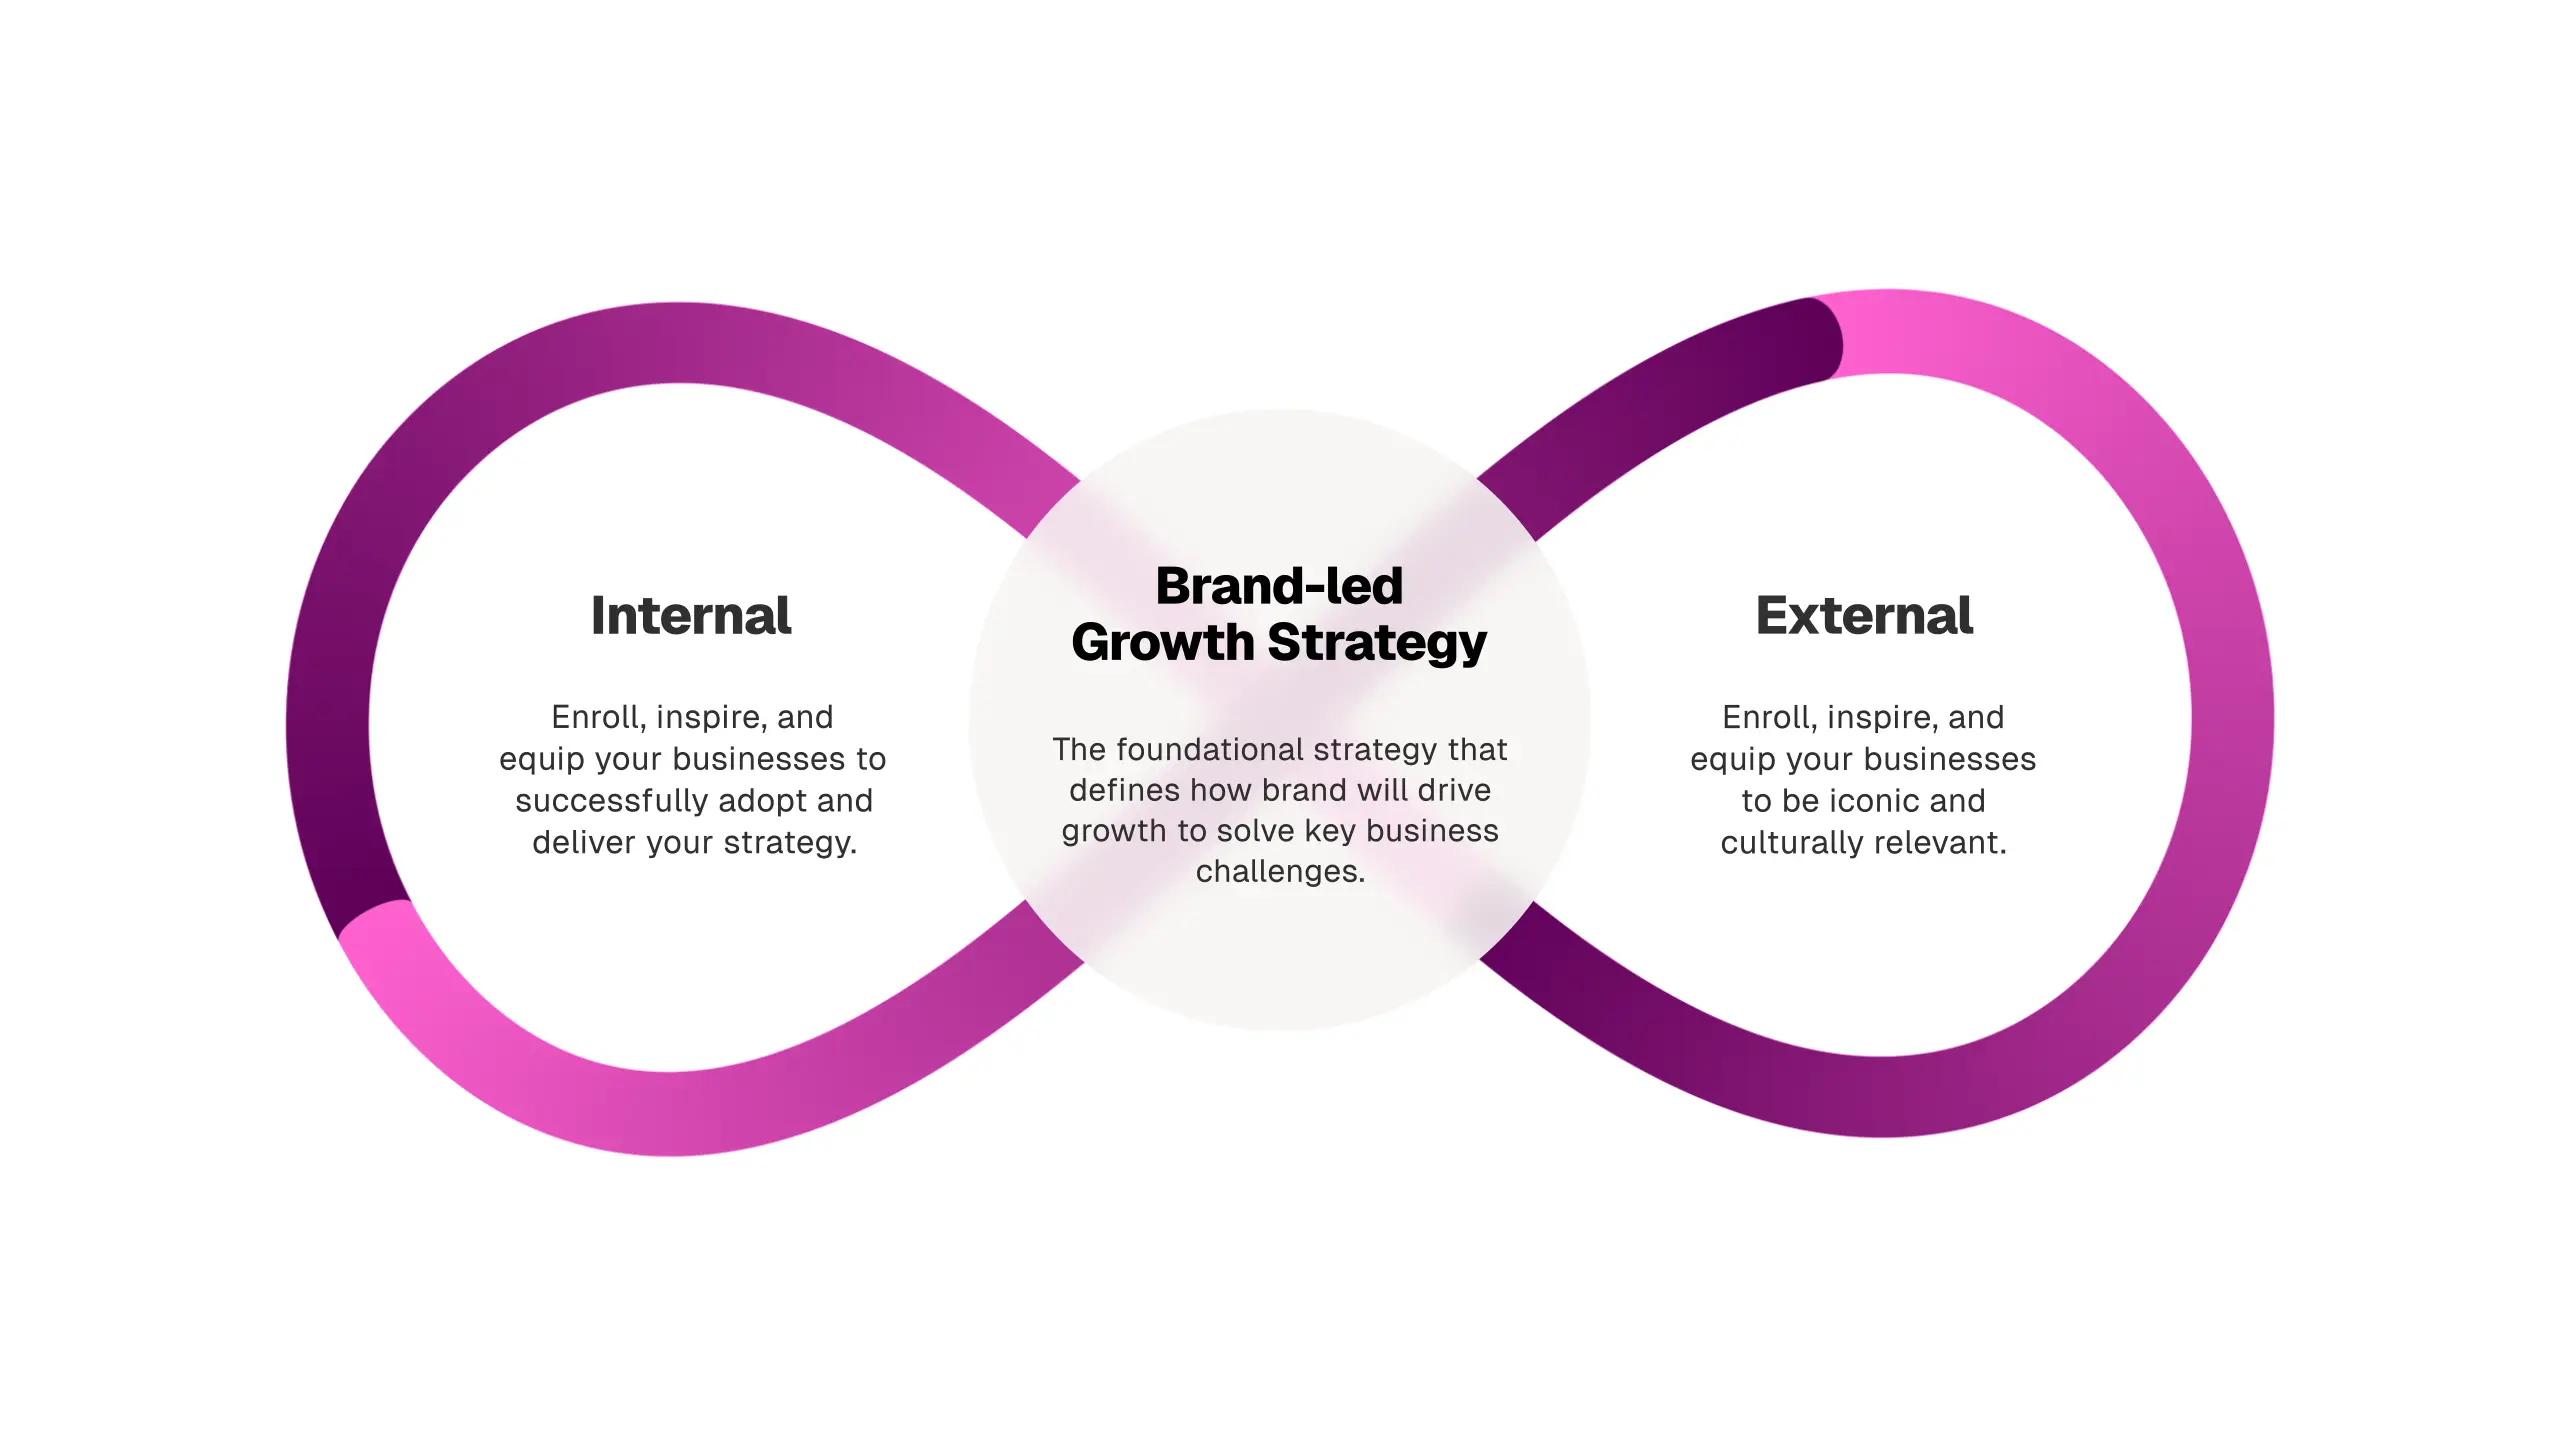 Internal
Enroll, inspire, and
equip your businesses to
successfully adopt and
deliver your strategy.
Brand-led
Growth Strategy
The foundational strategy that
defines how brand will drive
growth to solve key business
challenges.
External
Enroll, inspire, and
equip your businesses
to be iconic and
culturally relevant.